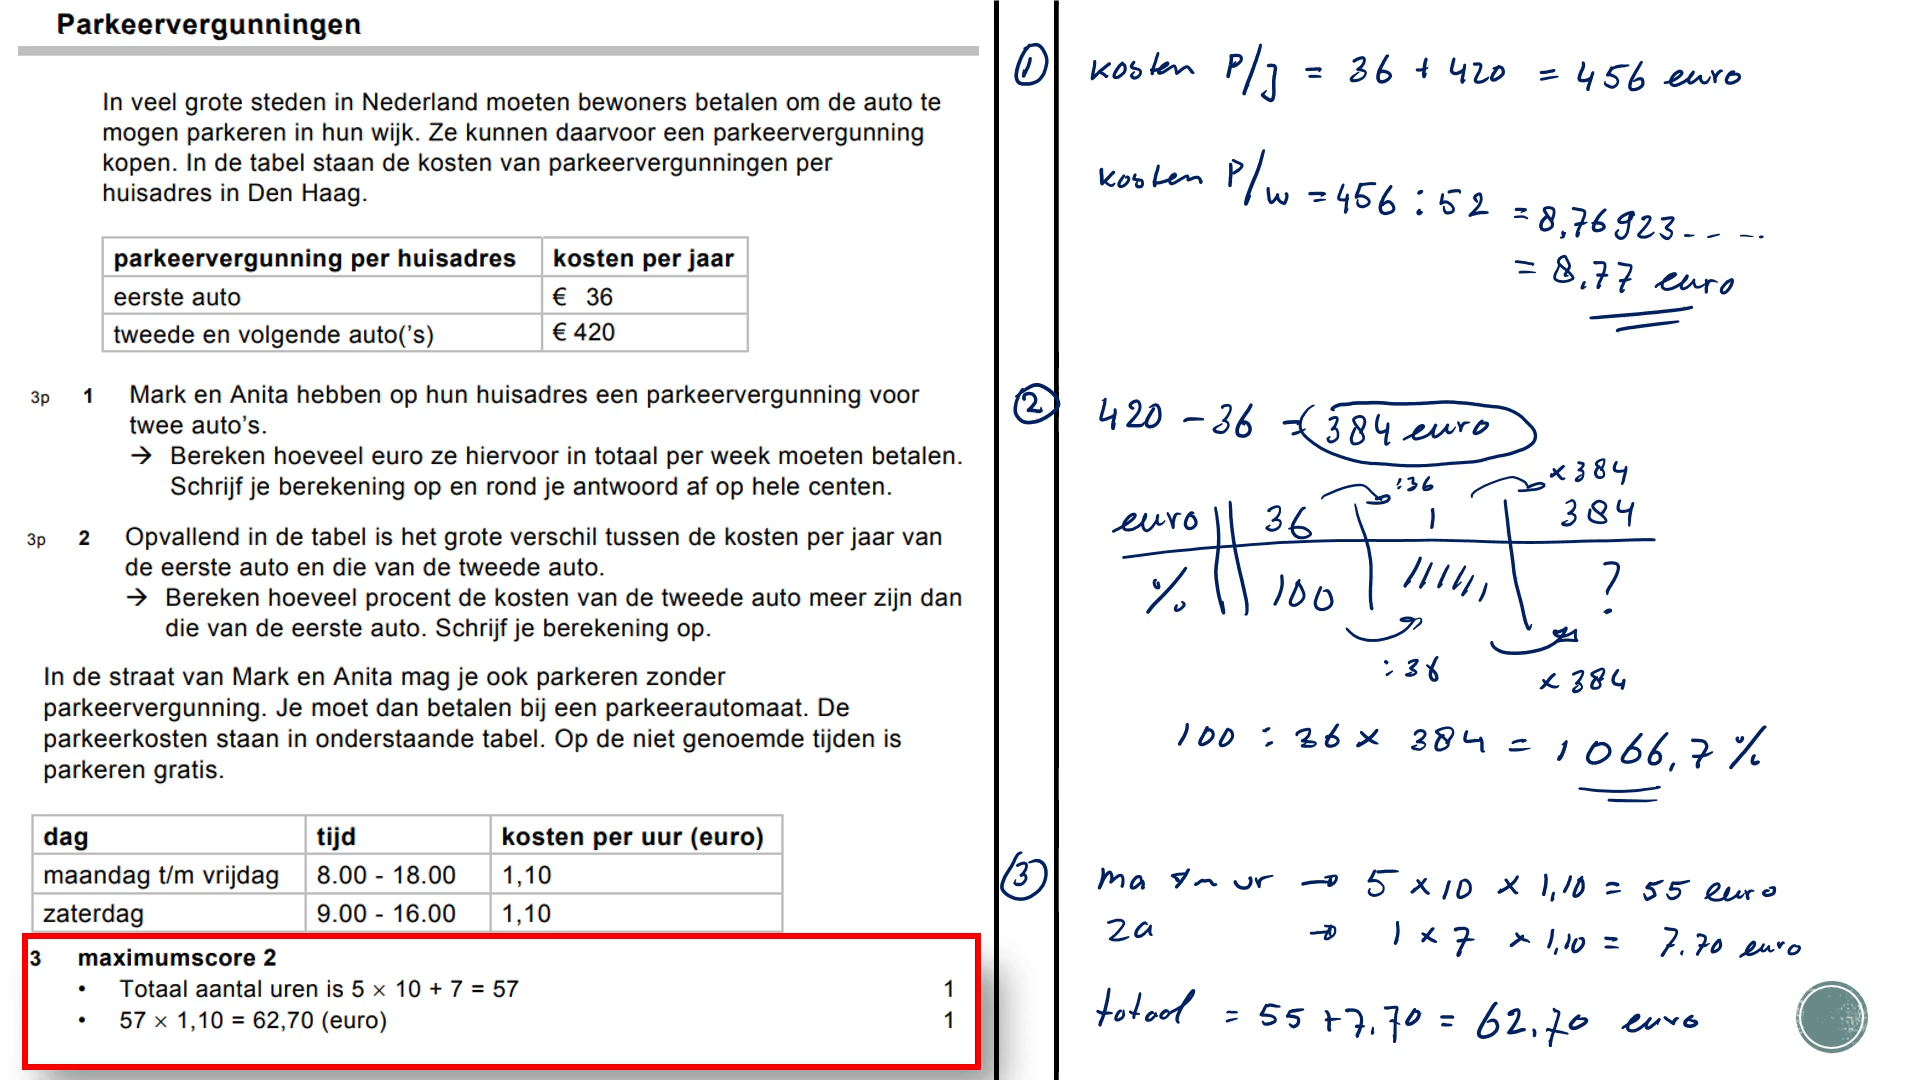 Parkeervergunningen
In veel grote steden in Nederland moeten bewoners betalen om de auto te
mogen parkeren in hun wijk. Ze kunnen daarvoor een parkeervergunning
kopen. In de tabel staan de kosten van parkeervergunningen per
huisadres in Den Haag.
parkeervergunning per huisadres kosten per jaar
eerste auto € 36
tweede en volgende auto('s) € 420
3p 1 Mark en Anita hebben op hun huisadres een parkeervergunning voor
twee auto's.
→ Bereken hoeveel euro ze hiervoor in totaal per week moeten betalen.
Schrijf je berekening op en rond je antwoord af op hele centen.
3p 2 Opvallend in de tabel is het grote verschil tussen de kosten per jaar van
de eerste auto en die van de tweede auto.
→ Bereken hoeveel procent de kosten van de tweede auto meer zijn dan
die van de eerste auto. Schrijf je berekening op.
In de straat van Mark en Anita mag je ook parkeren zonder
parkeervergunning. Je moet dan betalen bij een parkeerautomaat. De
parkeerkosten staan in onderstaande tabel. Op de niet genoemde tijden is
parkeren gratis.
dag tijd kosten per uur (euro)
maandag t/m vrijdag 8.00 - 18.00 1,10
zaterdag 9.00 - 16.00 1,10
3 maximumscore 2
• Totaal aantal uren is 5 × 10 + 7 = 57 1
• 57 × 1,10 = 62,70 (euro) 1
① kosten P/J = 36 + 420 = 456 euro
kosten P/w = 456 : 52 = 8,76923-- --.
= 8,77 euro
② 420 - 36 = 384 euro
:36 × 384
euro 36 1 384
% 100 ////// ?
: 36 × 384
100 : 36 × 384 = 1066,7 %
③ ma t/m vr → 5 × 10 × 1,10 = 55 euro
za → 1 × 7 × 1,10 = 7.70 euro
totaal = 55 + 7.70 = 62.70 euro